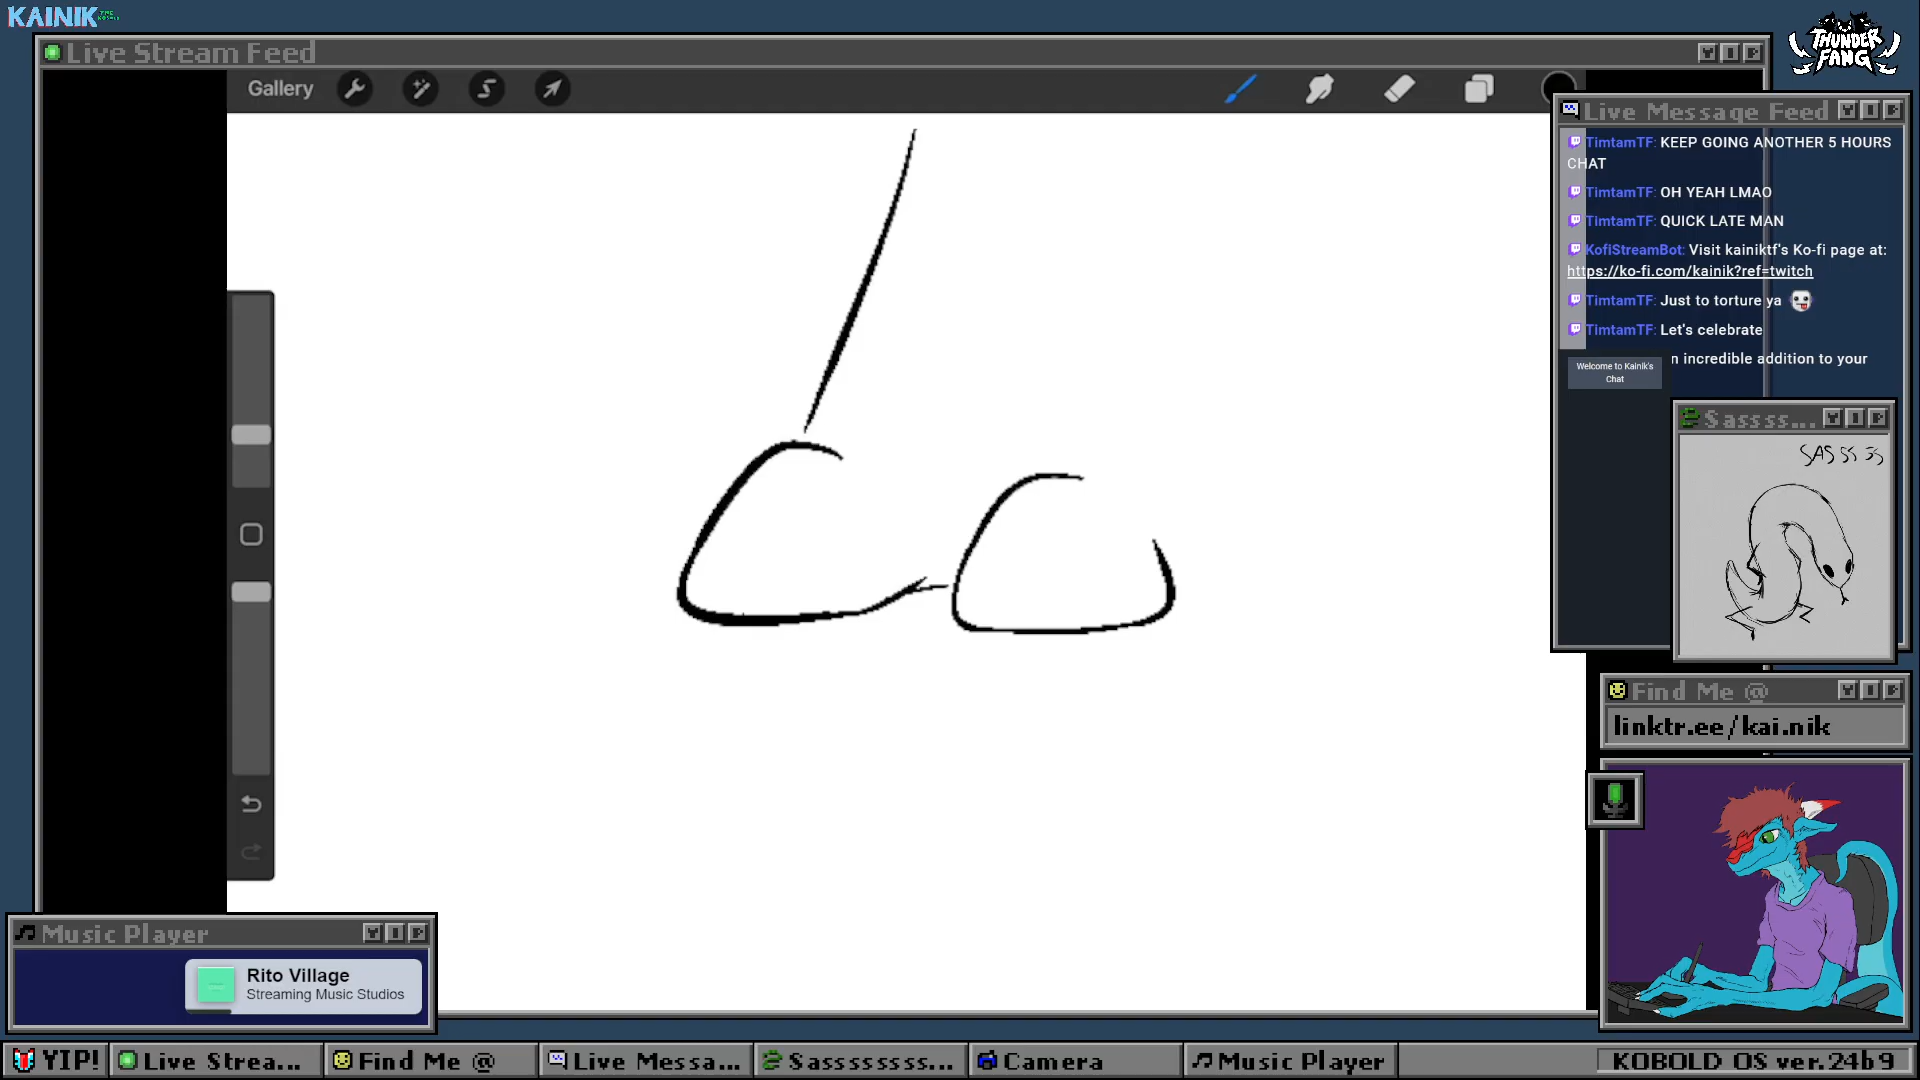 KAINIK
THUNDER
FANG
Live Stream Feed
Gallery
Live Message Feed
TimtamTF: KEEP GOING ANOTHER 5 HOURS
CHAT
TimtamTF: OH YEAH LMAO
TimtamTF: QUICK LATE MAN
KofiStreamBot: Visit kainiktf's Ko-fi page at:
https://ko-fi.com/kainik?ref=twitch
TimtamTF: Just to torture ya
TimtamTF: Let's celebrate
n incredible addition to your
Welcome to Kainik's
Chat
Sassss...
SASSSSS
Find Me @
linktr.ee/kai.nik
Music Player
Rito Village
Streaming Music Studios
YIP!
Live Strea...
Find Me @
Live Messa...
Sasssssssss...
Camera
Music Player
KOBOLD OS ver.24b9